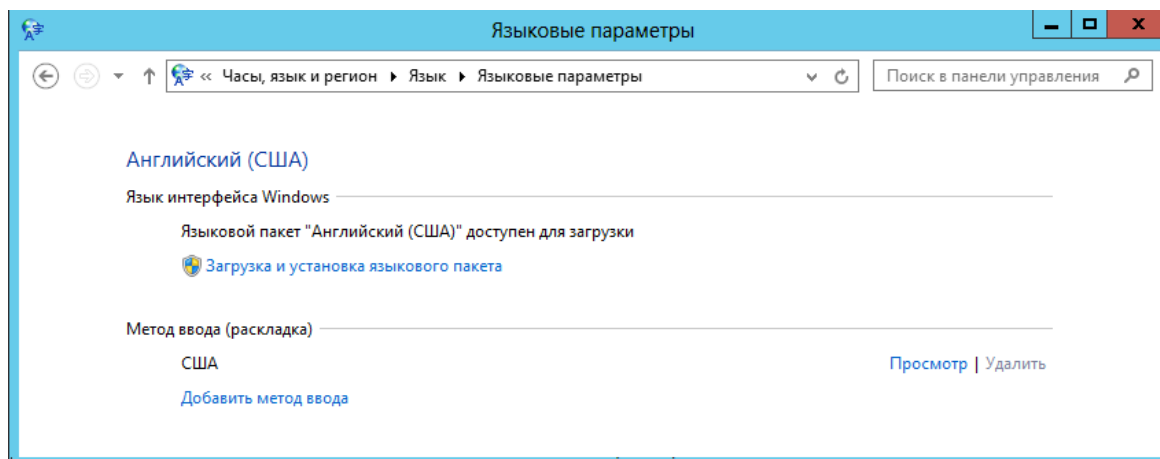 Языковые параметры
« Часы, язык и регион ▸ Язык ▸ Языковые параметры
Поиск в панели управления
Английский (США)
Язык интерфейса Windows
Языковой пакет "Английский (США)" доступен для загрузки
Загрузка и установка языкового пакета
Метод ввода (раскладка)
США Просмотр | Удалить
Добавить метод ввода